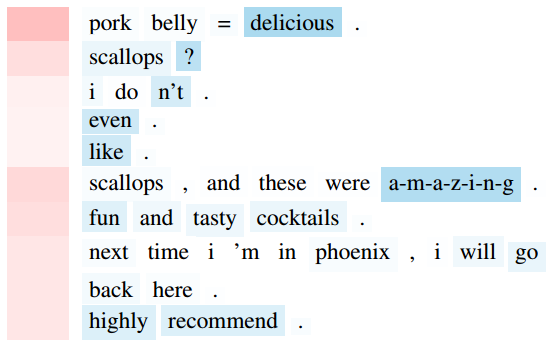 pork belly = delicious .
scallops ?
i do n't .
even .
like .
scallops , and these were a-m-a-z-i-n-g .
fun and tasty cocktails .
next time i 'm in phoenix , i will go
back here .
highly recommend .